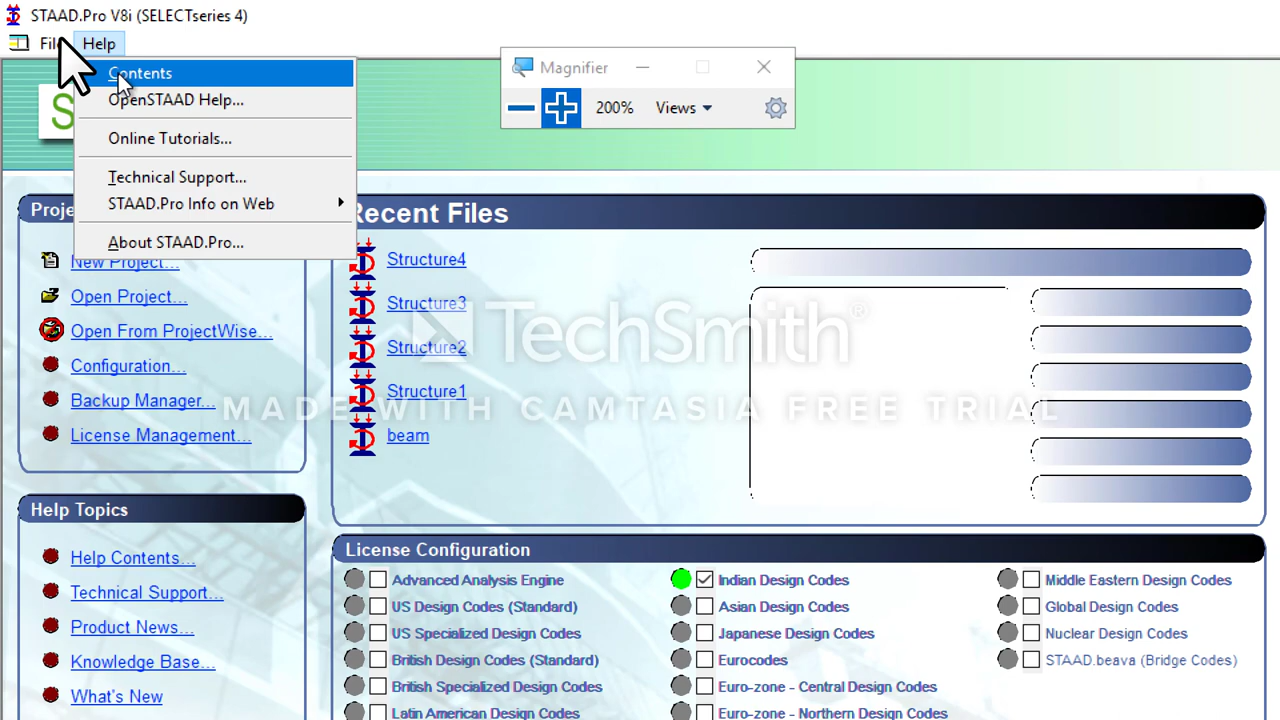 STAAD.Pro V8i (SELECTseries 4)
Help
Contents
OpenSTAAD Help...
Online Tutorials...
Technical Support...
STAAD.Pro Info on Web
About STAAD.Pro...
Magnifier
200%
Views
New Project...
Open Project...
Open From ProjectWise...
Configuration...
Backup Manager...
License Management...
Recent Files
Structure4
Structure3
Structure2
Structure1
beam
TechSmith®
MADE WITH CAMTASIA FREE TRIAL
Help Topics
Help Contents...
Technical Support...
Product News...
Knowledge Base...
What's New
License Configuration
Advanced Analysis Engine
US Design Codes (Standard)
US Specialized Design Codes
British Design Codes (Standard)
British Specialized Design Codes
Latin American Design Codes
Indian Design Codes
Asian Design Codes
Japanese Design Codes
Eurocodes
Euro-zone - Central Design Codes
Euro-zone - Northern Design Codes
Middle Eastern Design Codes
Global Design Codes
Nuclear Design Codes
STAAD.beava (Bridge Codes)